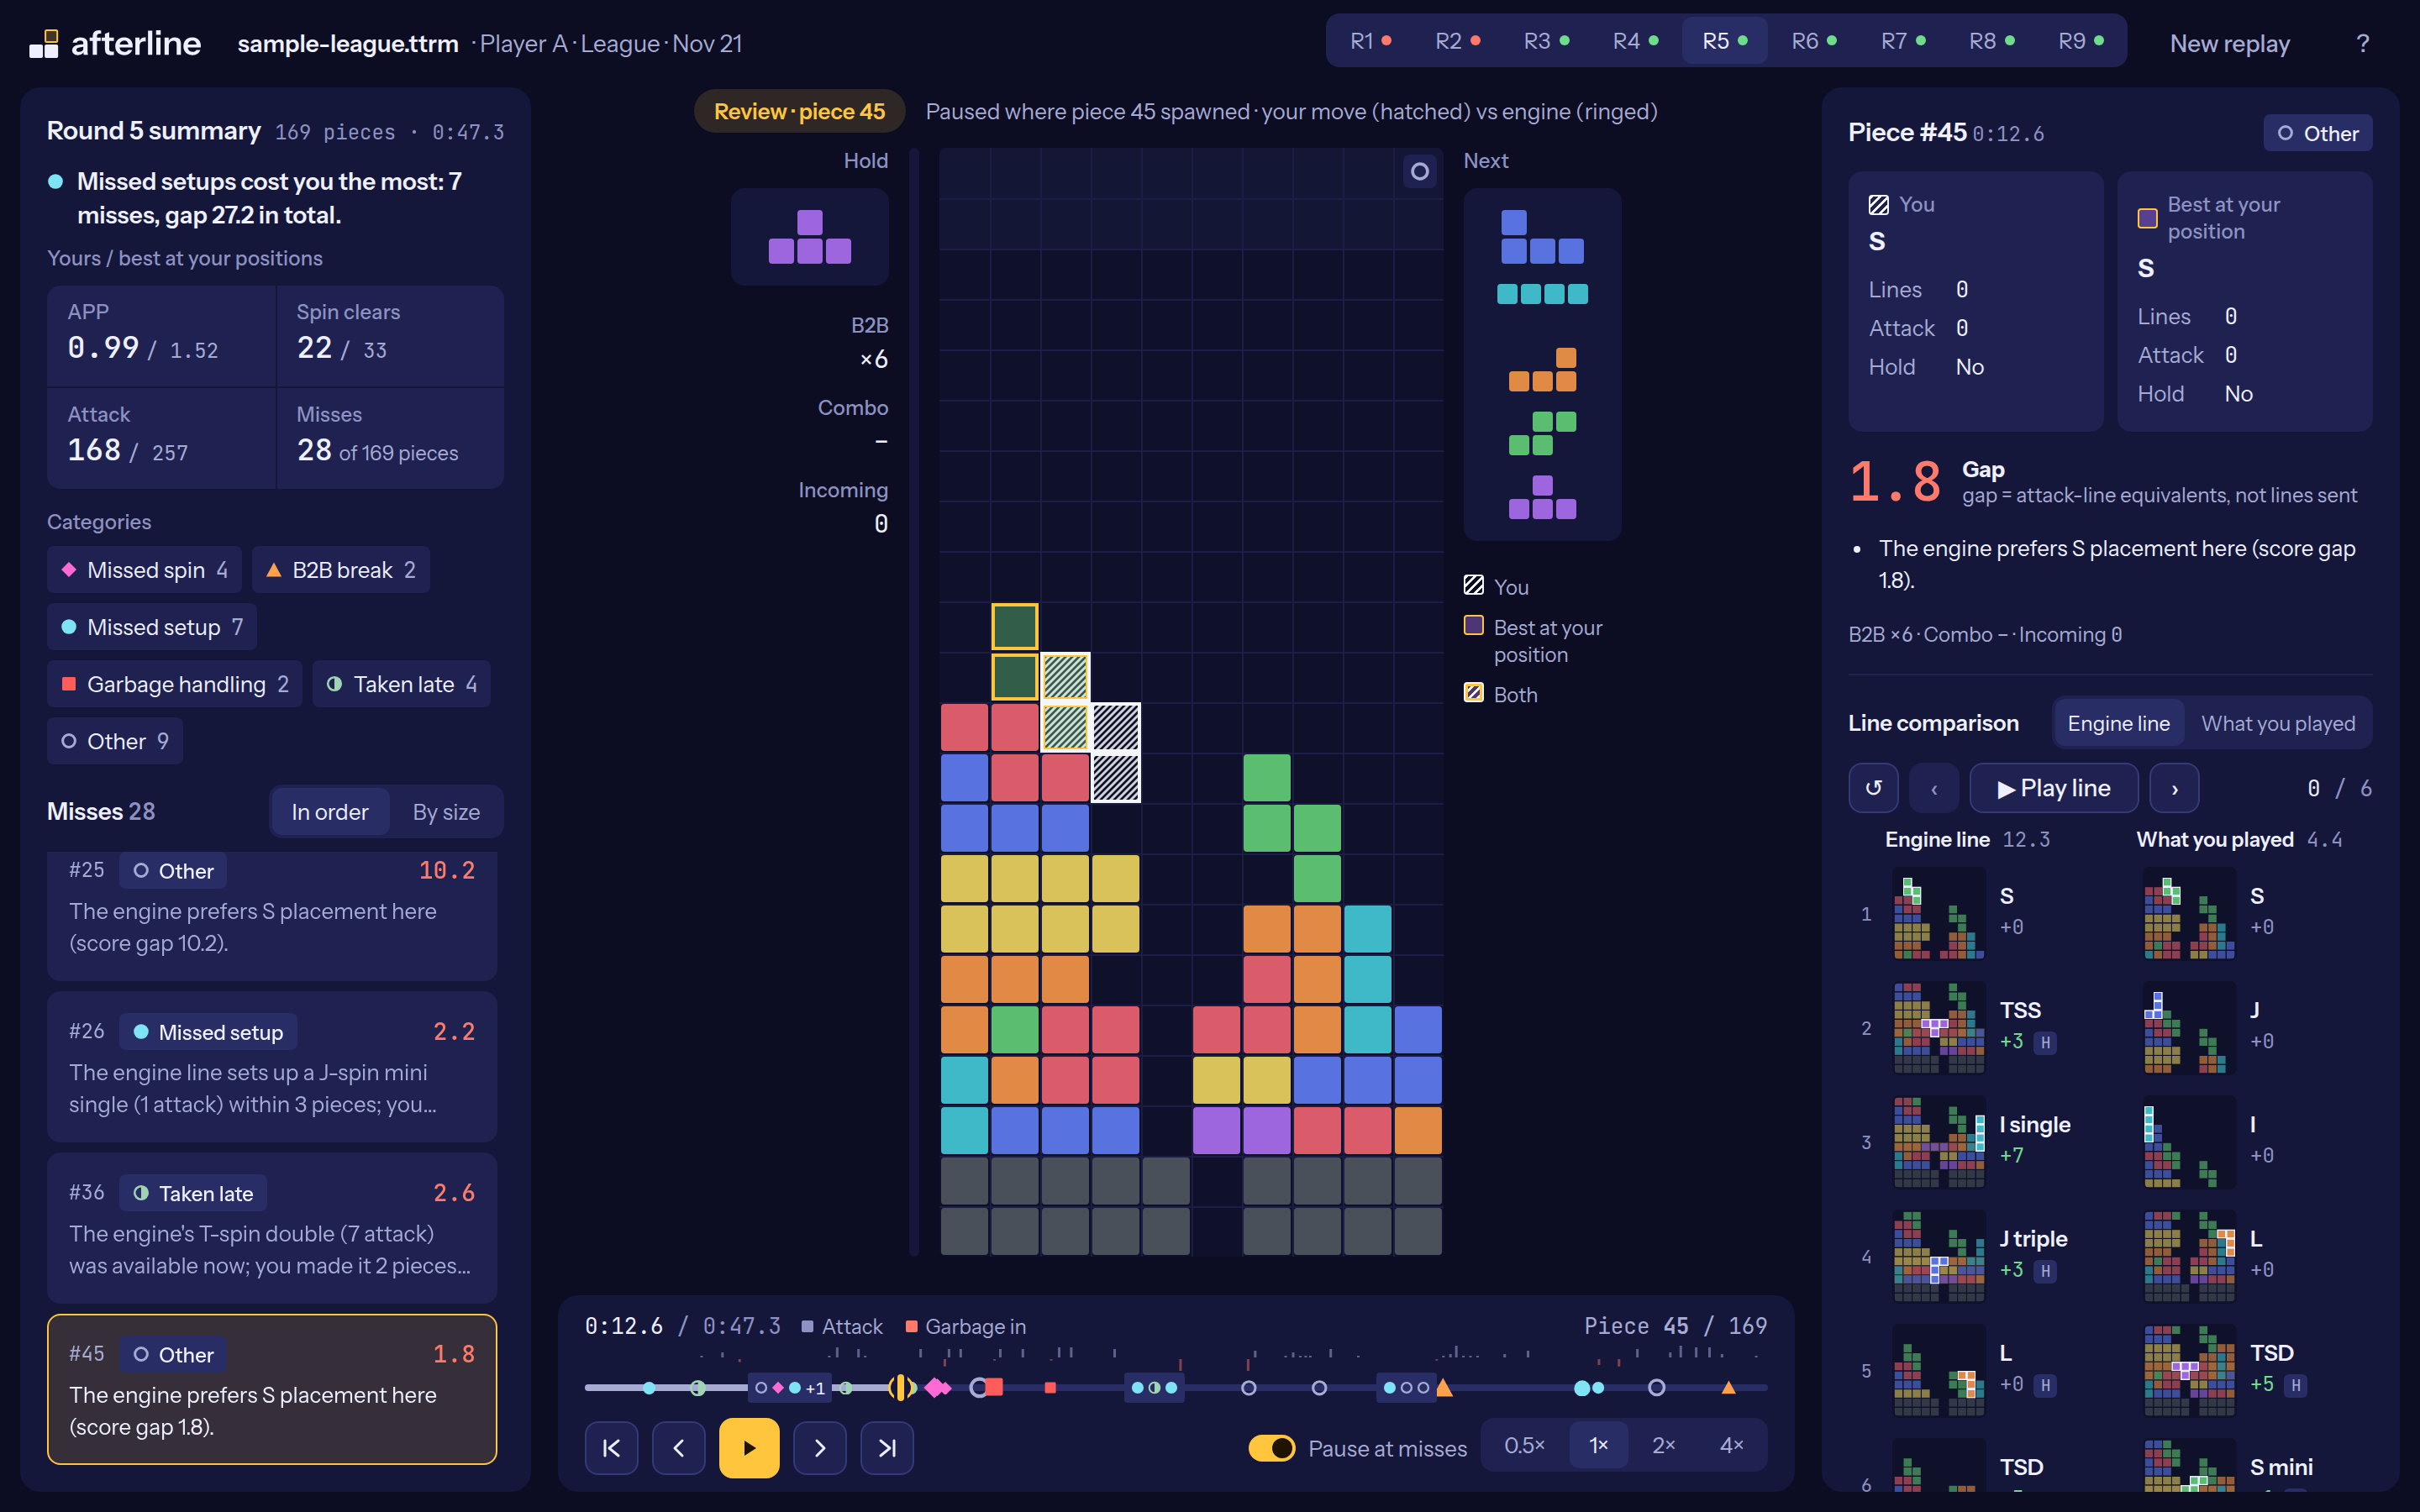 afterline
sample-league.ttrm · Player A · League · Nov 21
R1 R2 R3 R4 R5 R6 R7 R8 R9
New replay
?
Round 5 summary 169 pieces · 0:47.3
Missed setups cost you the most: 7
misses, gap 27.2 in total.
Yours / best at your positions
APP
0.99 / 1.52
Spin clears
22 / 33
Attack
168 / 257
Misses
28 of 169 pieces
Categories
Missed spin 4
B2B break 2
Missed setup 7
Garbage handling 2
Taken late 4
Other 9
Misses 28
In order
By size
#25 Other 10.2
The engine prefers S placement here
(score gap 10.2).
#26 Missed setup 2.2
The engine line sets up a J-spin mini
single (1 attack) within 3 pieces; you...
#36 Taken late 2.6
The engine's T-spin double (7 attack)
was available now; you made it 2 pieces...
#45 Other 1.8
The engine prefers S placement here
(score gap 1.8).
Review · piece 45
Paused where piece 45 spawned · your move (hatched) vs engine (ringed)
Hold
B2B
×6
Combo
–
Incoming
0
Next
You
Best at your
position
Both
0:12.6 / 0:47.3
Attack
Garbage in
Piece 45 / 169
+1
Pause at misses
0.5× 1× 2× 4×
Piece #45 0:12.6
Other
You
S
Lines 0
Attack 0
Hold No
Best at your
position
S
Lines 0
Attack 0
Hold No
1.8
Gap
gap = attack-line equivalents, not lines sent
• The engine prefers S placement here (score gap
1.8).
B2B ×6 · Combo – · Incoming 0
Line comparison
Engine line
What you played
↺ ‹ ▶ Play line ›
0 / 6
Engine line 12.3
What you played 4.4
1
S
+0
S
+0
2
TSS
+3 H
J
+0
3
I single
+7
I
+0
4
J triple
+3 H
L
+0
5
L
+0 H
TSD
+5 H
6
TSD
S mini